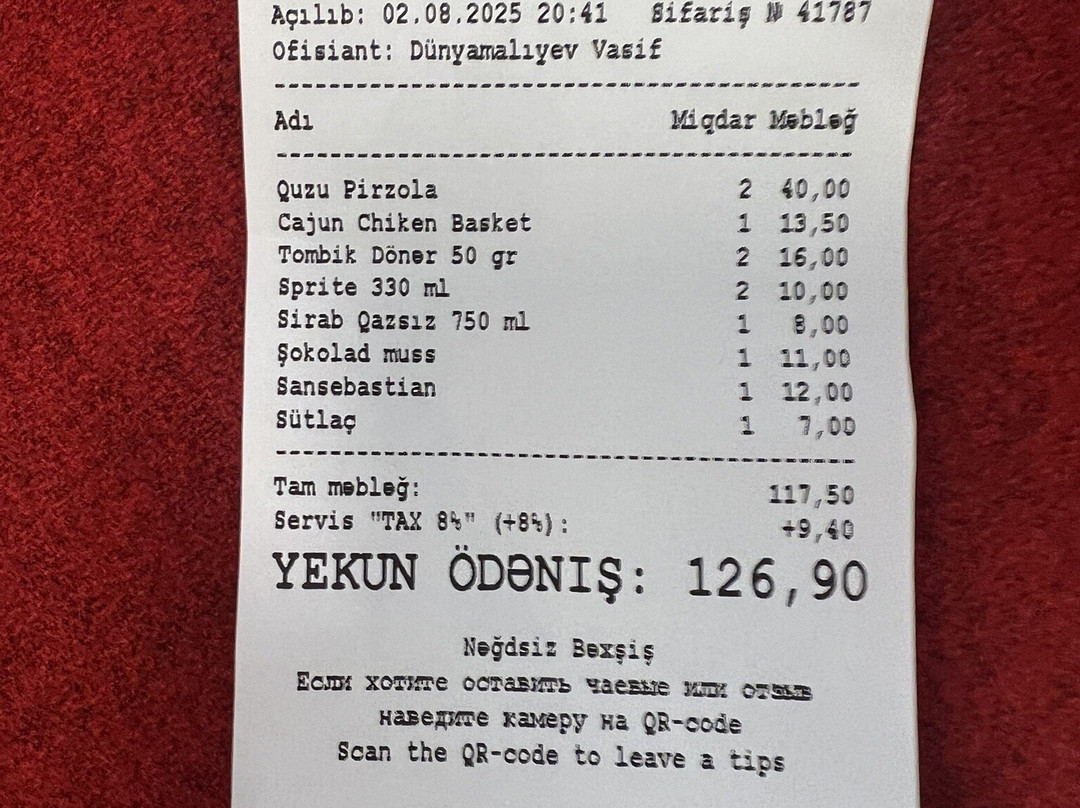 Açılıb: 02.08.2025 20:41 Sifariş № 41787
Ofisiant: Dünyamalıyev Vasif
Adı Miqdar Məbləğ
Quzu Pirzola 2 40,00
Cajun Chiken Basket 1 13,50
Tombik Dönər 50 gr 2 16,00
Sprite 330 ml 2 10,00
Sirab Qazsız 750 ml 1 8,00
Şokolad muss 1 11,00
Sansebastian 1 12,00
Sütlaç 1 7,00
Tam məbləğ: 117,50
Servis "TAX 8%" (+8%): +9,40
YEKUN ÖDƏNIŞ: 126,90
Nəğdsiz Bəxşiş
Если хотите оставить чаевые или отзыв
наведите камеру на QR-code
Scan the QR-code to leave a tips